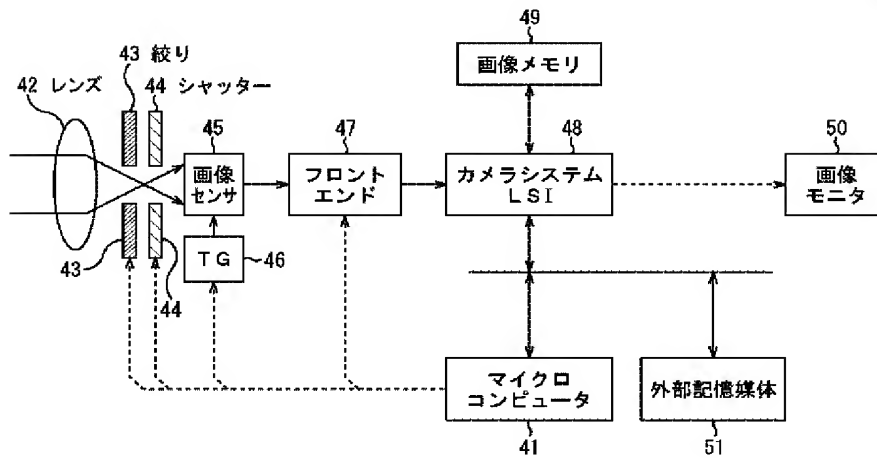 49
画像メモリ
43 絞り
44 シャッター
42 レンズ
45
画像
センサ
47
フロント
エンド
48
カメラシステム
LSI
50
画像
モニタ
TG
46
43
44
マイクロ
コンピュータ
41
外部記憶媒体
51